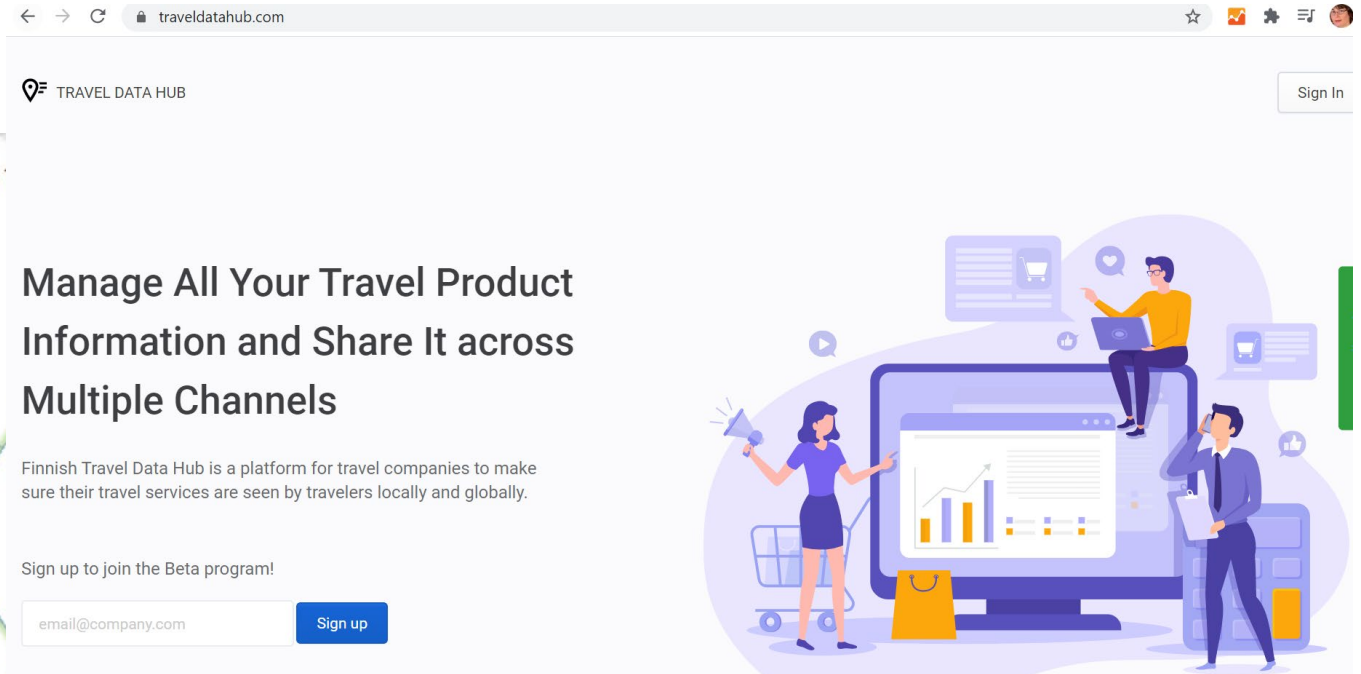 traveldatahub.com
TRAVEL DATA HUB
Sign In
Manage All Your Travel Product
Information and Share It across
Multiple Channels
Finnish Travel Data Hub is a platform for travel companies to make
sure their travel services are seen by travelers locally and globally.
Sign up to join the Beta program!
email@company.com
Sign up